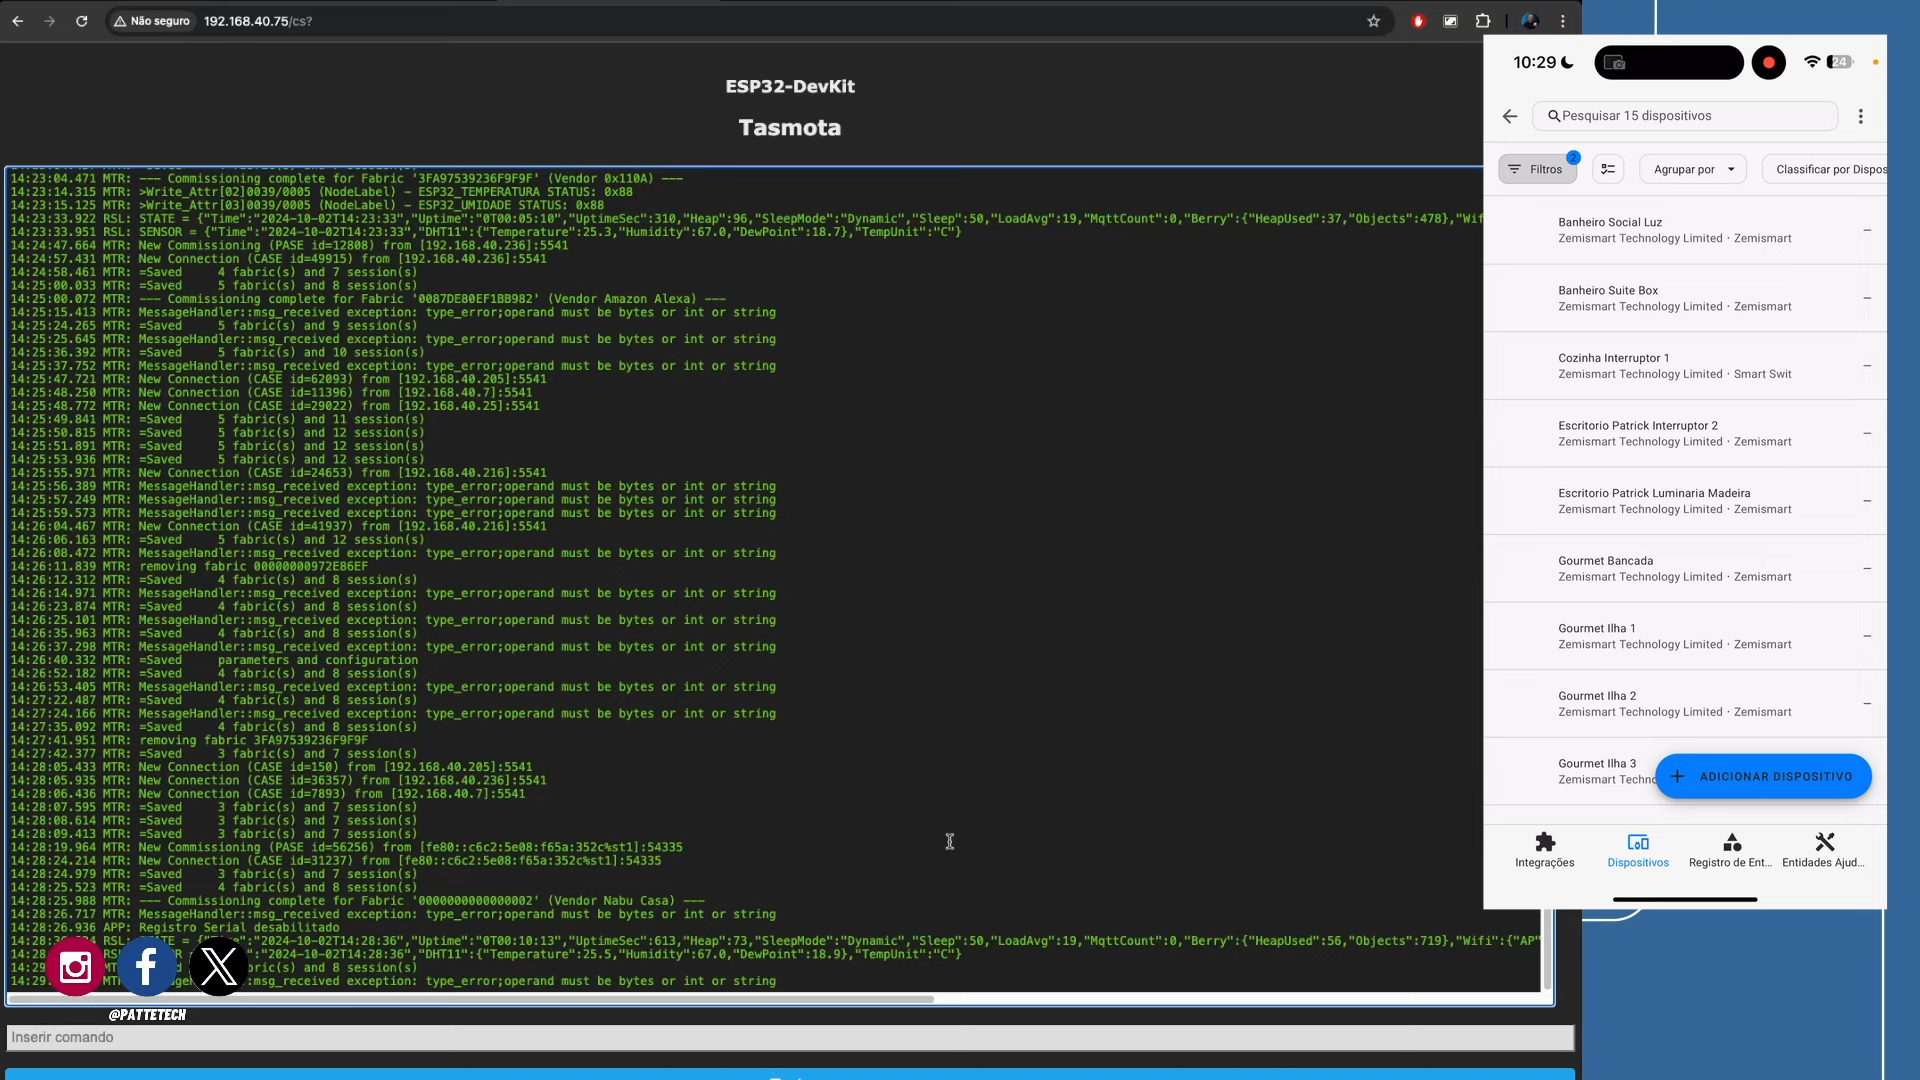 Não seguro
192.168.40.75/cs?
ESP32-DevKit
Tasmota
14:23:04.471 MTR: --- Commissioning complete for Fabric '3FA97539236F9F9F' (Vendor 0x110A) ---
14:23:14.315 MTR: >Write_Attr[02]0039/0005 (NodeLabel) - ESP32_TEMPERATURA STATUS: 0x88
14:23:15.125 MTR: >Write_Attr[03]0039/0005 (NodeLabel) - ESP32_UMIDADE STATUS: 0x88
14:23:33.922 RSL: STATE = {"Time":"2024-10-02T14:23:33","Uptime":"0T00:05:10","UptimeSec":310,"Heap":96,"SleepMode":"Dynamic","Sleep":50,"LoadAvg":19,"MqttCount":0,"Berry":{"HeapUsed":37,"Objects":478},"Wif
14:23:33.951 RSL: SENSOR = {"Time":"2024-10-02T14:23:33","DHT11":{"Temperature":25.3,"Humidity":67.0,"DewPoint":18.7},"TempUnit":"C"}
14:24:47.664 MTR: New Commissioning (PASE id=12808) from [192.168.40.236]:5541
14:24:57.431 MTR: New Connection (CASE id=49915) from [192.168.40.236]:5541
14:24:58.461 MTR: =Saved     4 fabric(s) and 7 session(s)
14:25:00.033 MTR: =Saved     5 fabric(s) and 8 session(s)
14:25:00.072 MTR: --- Commissioning complete for Fabric '0087DE80EF1BB982' (Vendor Amazon Alexa) ---
14:25:15.413 MTR: MessageHandler::msg_received exception: type_error;operand must be bytes or int or string
14:25:24.265 MTR: =Saved     5 fabric(s) and 9 session(s)
14:25:25.645 MTR: MessageHandler::msg_received exception: type_error;operand must be bytes or int or string
14:25:36.392 MTR: =Saved     5 fabric(s) and 10 session(s)
14:25:37.752 MTR: MessageHandler::msg_received exception: type_error;operand must be bytes or int or string
14:25:47.721 MTR: New Connection (CASE id=62093) from [192.168.40.205]:5541
14:25:48.250 MTR: New Connection (CASE id=11396) from [192.168.40.7]:5541
14:25:48.772 MTR: New Connection (CASE id=29022) from [192.168.40.25]:5541
14:25:49.841 MTR: =Saved     5 fabric(s) and 11 session(s)
14:25:50.815 MTR: =Saved     5 fabric(s) and 12 session(s)
14:25:51.891 MTR: =Saved     5 fabric(s) and 12 session(s)
14:25:53.936 MTR: =Saved     5 fabric(s) and 12 session(s)
14:25:55.971 MTR: New Connection (CASE id=24653) from [192.168.40.216]:5541
14:25:56.389 MTR: MessageHandler::msg_received exception: type_error;operand must be bytes or int or string
14:25:57.249 MTR: MessageHandler::msg_received exception: type_error;operand must be bytes or int or string
14:25:59.573 MTR: MessageHandler::msg_received exception: type_error;operand must be bytes or int or string
14:26:04.467 MTR: New Connection (CASE id=41937) from [192.168.40.216]:5541
14:26:06.163 MTR: =Saved     5 fabric(s) and 12 session(s)
14:26:08.472 MTR: MessageHandler::msg_received exception: type_error;operand must be bytes or int or string
14:26:11.839 MTR: removing fabric 00000000972E86EF
14:26:12.312 MTR: =Saved     4 fabric(s) and 8 session(s)
14:26:14.971 MTR: MessageHandler::msg_received exception: type_error;operand must be bytes or int or string
14:26:23.874 MTR: =Saved     4 fabric(s) and 8 session(s)
14:26:25.101 MTR: MessageHandler::msg_received exception: type_error;operand must be bytes or int or string
14:26:35.963 MTR: =Saved     4 fabric(s) and 8 session(s)
14:26:37.298 MTR: MessageHandler::msg_received exception: type_error;operand must be bytes or int or string
14:26:40.332 MTR: =Saved     parameters and configuration
14:26:52.182 MTR: =Saved     4 fabric(s) and 8 session(s)
14:26:53.405 MTR: MessageHandler::msg_received exception: type_error;operand must be bytes or int or string
14:27:22.487 MTR: =Saved     4 fabric(s) and 8 session(s)
14:27:24.166 MTR: MessageHandler::msg_received exception: type_error;operand must be bytes or int or string
14:27:35.092 MTR: =Saved     4 fabric(s) and 8 session(s)
14:27:41.951 MTR: removing fabric 3FA97539236F9F9F
14:27:42.377 MTR: =Saved     3 fabric(s) and 7 session(s)
14:28:05.433 MTR: New Connection (CASE id=150) from [192.168.40.205]:5541
14:28:05.935 MTR: New Connection (CASE id=36357) from [192.168.40.236]:5541
14:28:06.436 MTR: New Connection (CASE id=7893) from [192.168.40.7]:5541
14:28:07.595 MTR: =Saved     3 fabric(s) and 7 session(s)
14:28:08.614 MTR: =Saved     3 fabric(s) and 7 session(s)
14:28:09.413 MTR: =Saved     3 fabric(s) and 7 session(s)
14:28:19.964 MTR: New Commissioning (PASE id=56256) from [fe80::c6c2:5e08:f65a:352c%st1]:54335
14:28:24.214 MTR: New Connection (CASE id=31237) from [fe80::c6c2:5e08:f65a:352c%st1]:54335
14:28:24.979 MTR: =Saved     3 fabric(s) and 7 session(s)
14:28:25.523 MTR: =Saved     4 fabric(s) and 8 session(s)
14:28:25.988 MTR: --- Commissioning complete for Fabric '0000000000000002' (Vendor Nabu Casa) ---
14:28:26.717 MTR: MessageHandler::msg_received exception: type_error;operand must be bytes or int or string
14:28:26.936 APP: Registro Serial desabilitado
"2024-10-02T14:28:36","Uptime":"0T00:10:13","UptimeSec":613,"Heap":73,"SleepMode":"Dynamic","Sleep":50,"LoadAvg":19,"MqttCount":0,"Berry":{"HeapUsed":56,"Objects":719},"Wifi":{"AP"
"2024-10-02T14:28:36","DHT11":{"Temperature":25.5,"Humidity":67.0,"DewPoint":18.9},"TempUnit":"C"}
fabric(s) and 8 session(s)
msg_received exception: type_error;operand must be bytes or int or string
@PATTETECH
Inserir comando
10:29
24
Pesquisar 15 dispositivos
Filtros
2
Agrupar por
Classificar por Dispos
Banheiro Social Luz
Zemismart Technology Limited · Zemismart
Banheiro Suite Box
Zemismart Technology Limited · Zemismart
Cozinha Interruptor 1
Zemismart Technology Limited · Smart Swit
Escritorio Patrick Interruptor 2
Zemismart Technology Limited · Zemismart
Escritorio Patrick Luminaria Madeira
Zemismart Technology Limited · Zemismart
Gourmet Bancada
Zemismart Technology Limited · Zemismart
Gourmet Ilha 1
Zemismart Technology Limited · Zemismart
Gourmet Ilha 2
Zemismart Technology Limited · Zemismart
Gourmet Ilha 3
Zemismart Techno
ADICIONAR DISPOSITIVO
Integrações
Dispositivos
Registro de Ent...
Entidades Ajud...